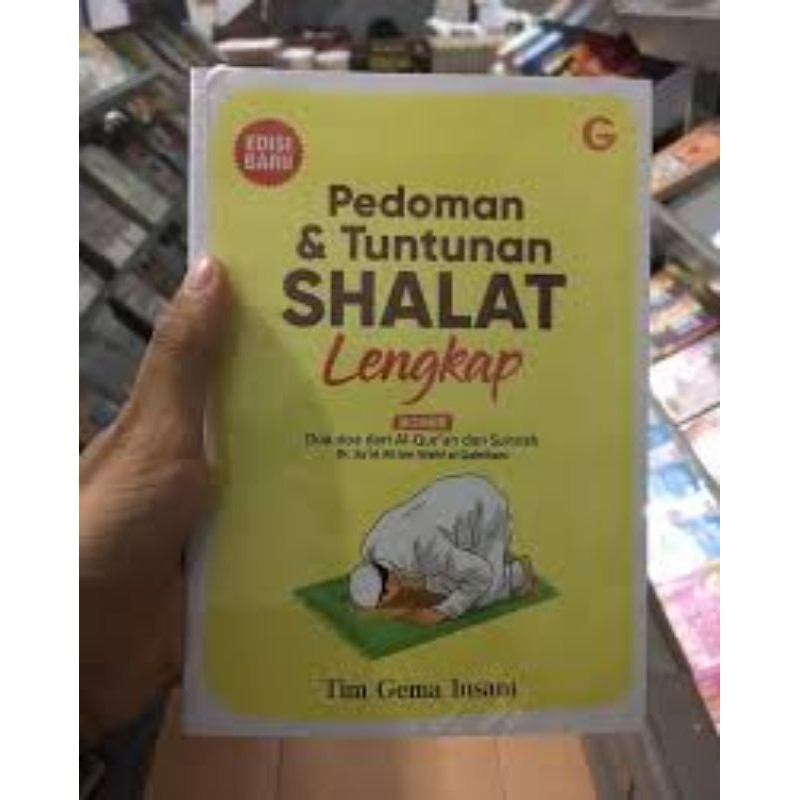 EDISI
BARU
G
Pedoman
& Tuntunan
SHALAT
Lengkap
Doa-doa dari Al-Qur'an dan Sunnah
Tim Gema Insani